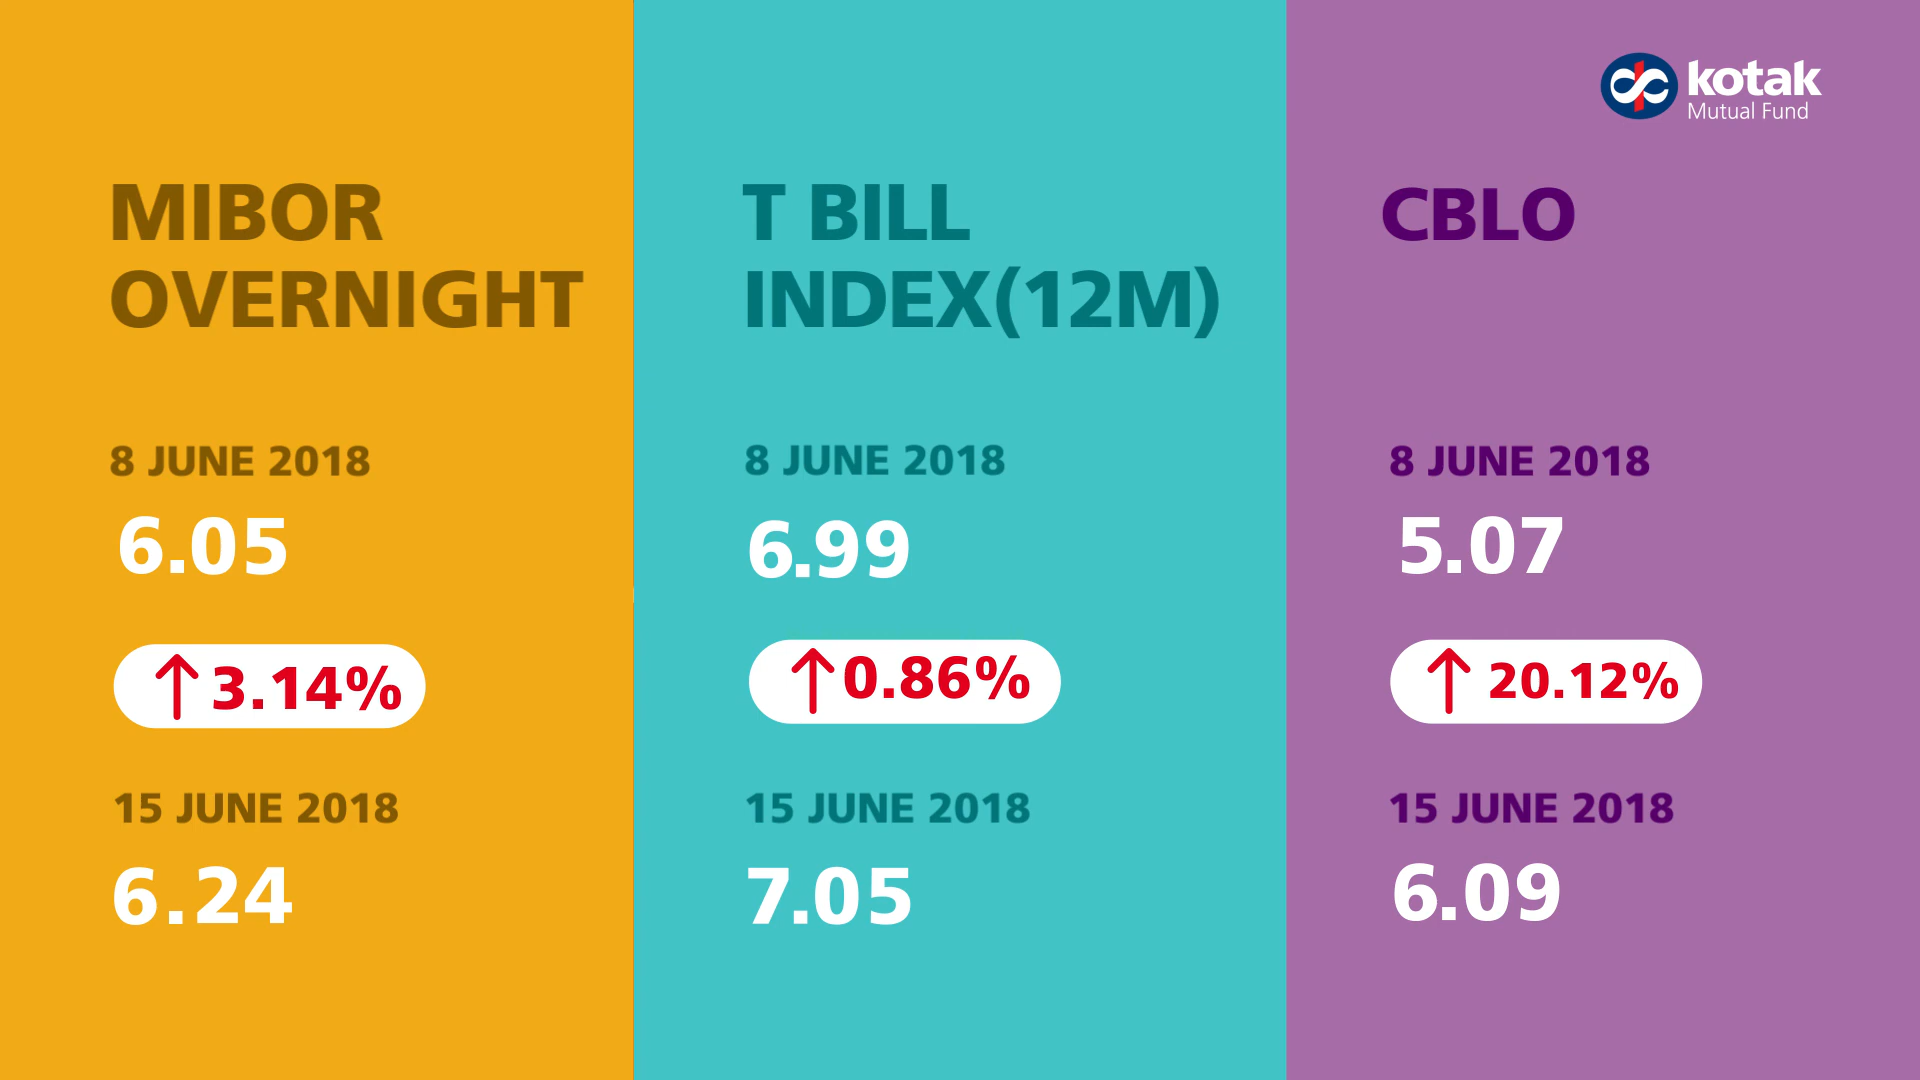 kotak
Mutual Fund
MIBOR
OVERNIGHT
8 JUNE 2018
6.05
↑ 3.14%
15 JUNE 2018
6.24
T BILL
INDEX(12M)
8 JUNE 2018
6.99
↑ 0.86%
15 JUNE 2018
7.05
CBLO
8 JUNE 2018
5.07
↑ 20.12%
15 JUNE 2018
6.09